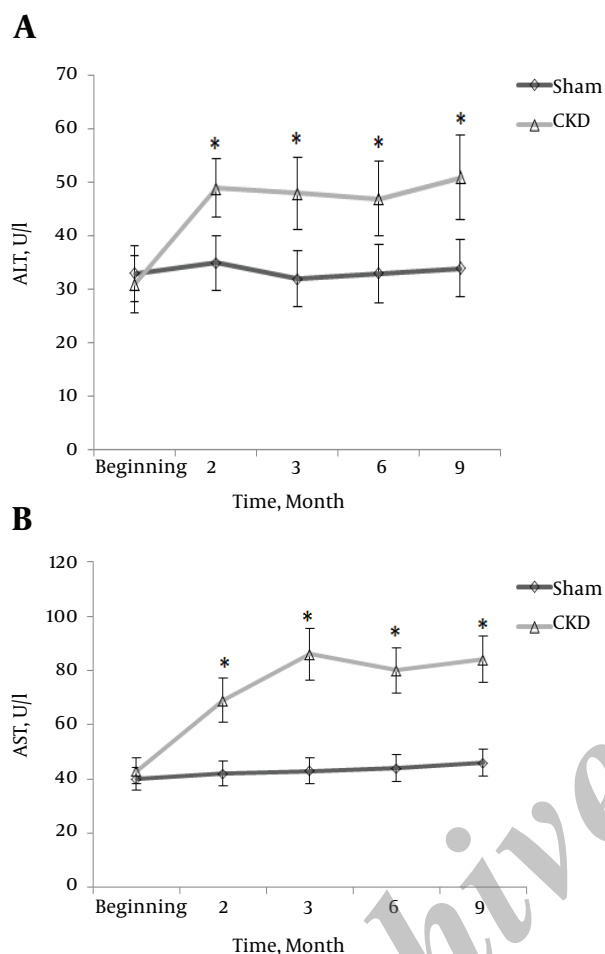 A
70
60
50
40
30
20
10
0
ALT, U/l
* * * *
Sham
CKD
Beginning 2 3 6 9
Time, Month
B
120
100
80
60
40
20
0
AST, U/l
* * * *
Sham
CKD
Beginning 2 3 6 9
Time, Month
hive